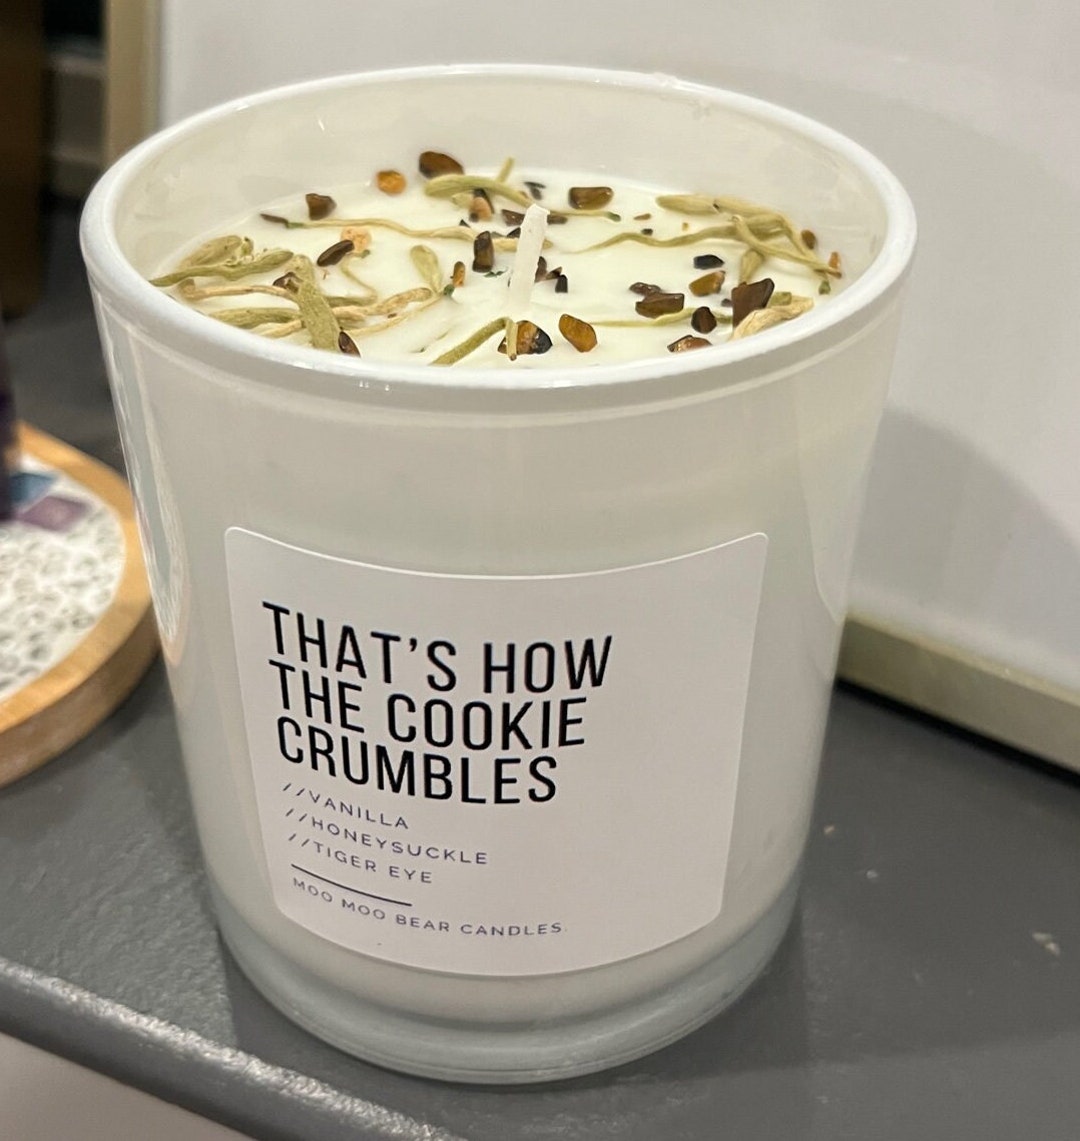 THAT'S HOW
THE COOKIE
CRUMBLES
//VANILLA
//HONEYSUCKLE
//TIGER EYE
MOO MOO BEAR CANDLES